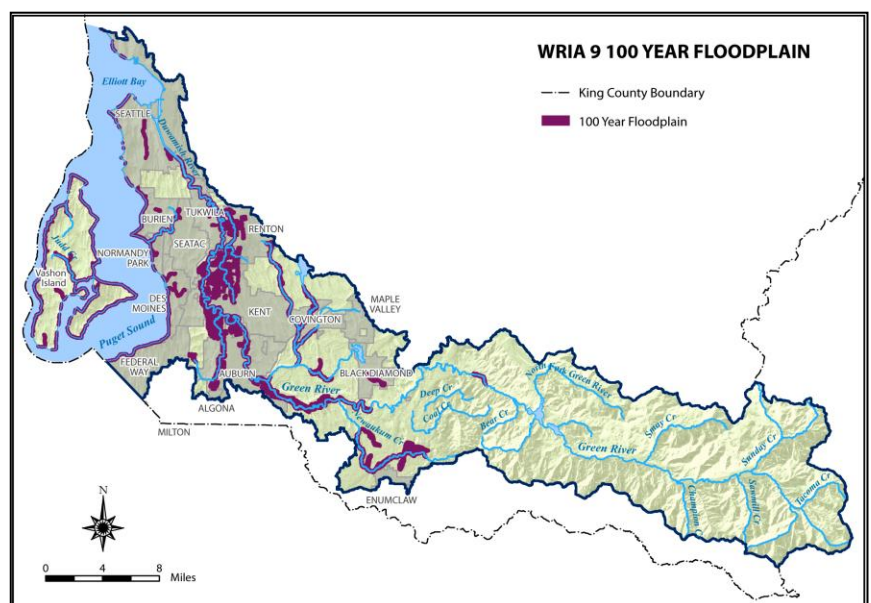 WRIA 9 100 YEAR FLOODPLAIN
King County Boundary
100 Year Floodplain
Elliott Bay
SEATTLE
Duwamish River
TUKWILA
BURIEN
RENTON
SEATAC
NORMANDY
PARK
Judd Cr
Vashon
Island
DES
MOINES
KENT
MAPLE
VALLEY
COVINGTON
Puget Sound
FEDERAL
WAY
AUBURN
BLACK DIAMOND
Green River
ALGONA
MILTON
Newaukum Cr
ENUMCLAW
Deep Cr
Coal Cr
Bear Cr
North Fork Green River
Green River
Smay Cr
Sunday Cr
Champion Cr
Sawmill Cr
Tacoma Cr
N
0 4 8
Miles